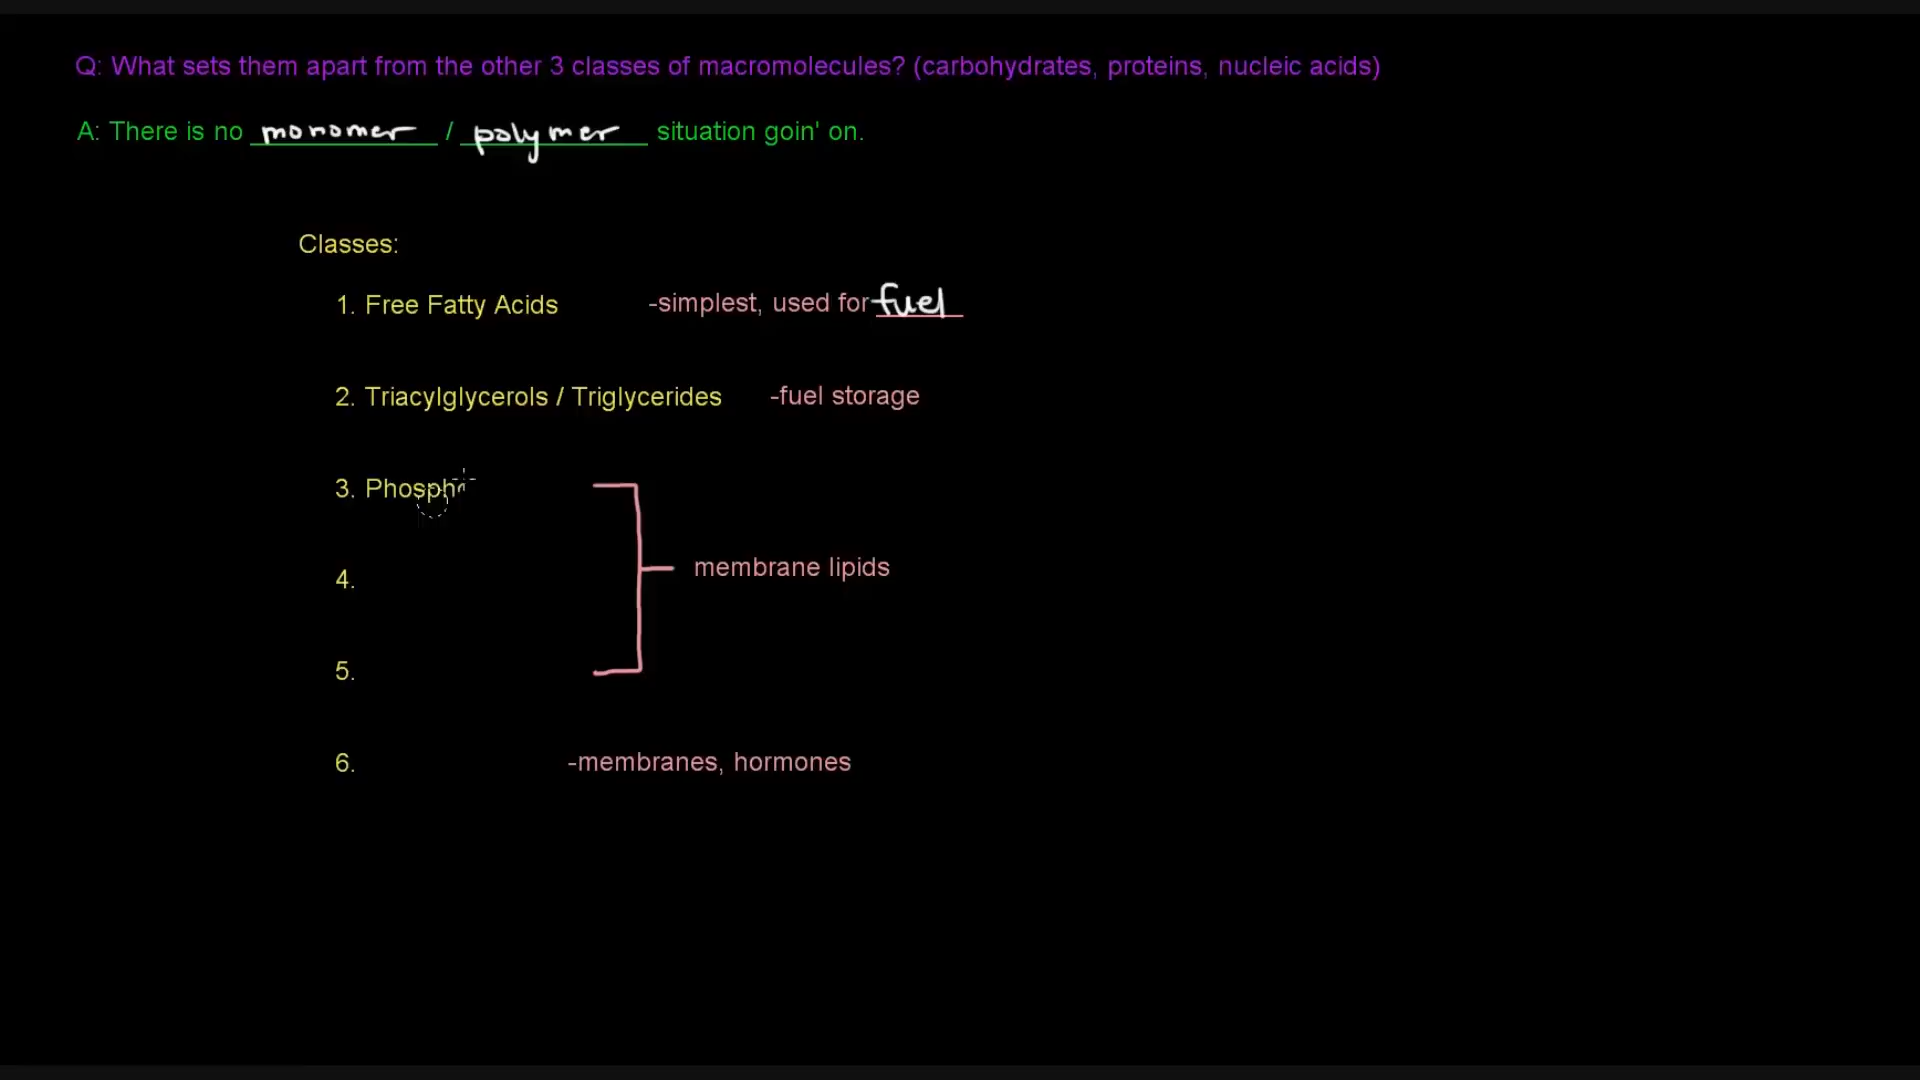 Q: What sets them apart from the other 3 classes of macromolecules? (carbohydrates, proteins, nucleic acids)
A: There is no monomer / polymer situation goin' on.
Classes:
1. Free Fatty Acids -simplest, used for fuel
2. Triacylglycerols / Triglycerides -fuel storage
3. Phosph
membrane lipids
4.
5.
6. -membranes, hormones